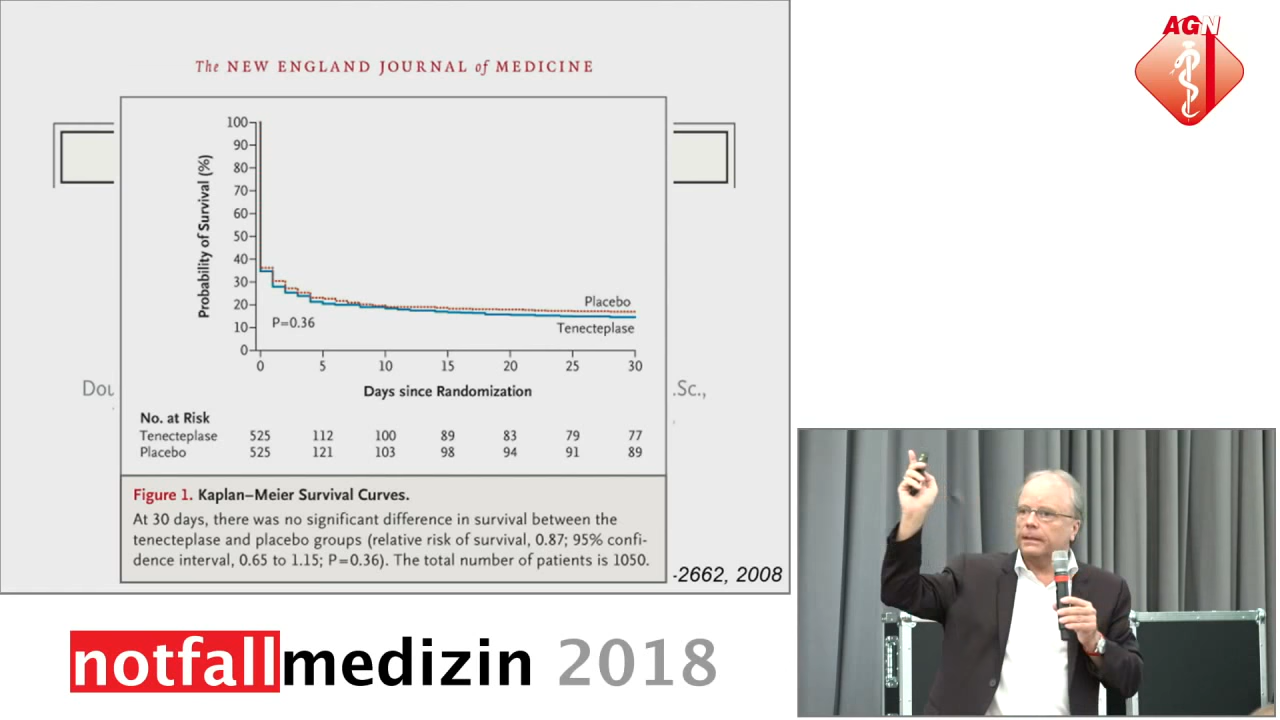 The NEW ENGLAND JOURNAL of MEDICINE
AGN
100
90
80
70
60
50
40
30
20
10
0
Probability of Survival (%)
Placebo
Tenecteplase
P=0.36
0 5 10 15 20 25 30
Days since Randomization
Dou
.Sc.,
No. at Risk
Tenecteplase 525 112 100 89 83 79 77
Placebo 525 121 103 98 94 91 89
Figure 1. Kaplan–Meier Survival Curves.
At 30 days, there was no significant difference in survival between the
tenecteplase and placebo groups (relative risk of survival, 0.87; 95% confi-
dence interval, 0.65 to 1.15; P=0.36). The total number of patients is 1050.
-2662, 2008
notfallmedizin 2018